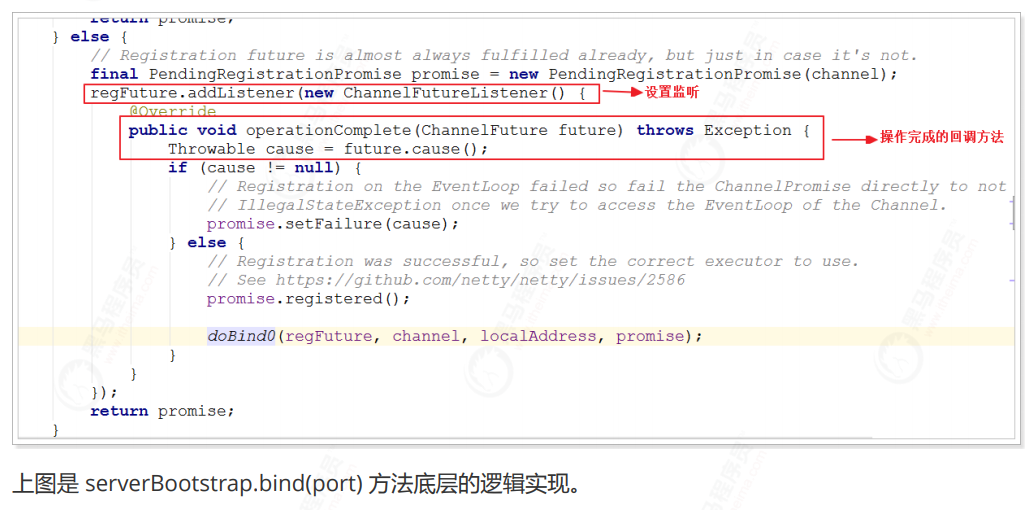 return promise;
} else {
// Registration future is almost always fulfilled already, but just in case it's not.
final PendingRegistrationPromise promise = new PendingRegistrationPromise(channel);
regFuture.addListener(new ChannelFutureListener() { 设置监听
@Override
public void operationComplete(ChannelFuture future) throws Exception { 操作完成的回调方法
Throwable cause = future.cause();
if (cause != null) {
// Registration on the EventLoop failed so fail the ChannelPromise directly to not
// IllegalStateException once we try to access the EventLoop of the Channel.
promise.setFailure(cause);
} else {
// Registration was successful, so set the correct executor to use.
// See https://github.com/netty/netty/issues/2586
promise.registered();
doBind0(regFuture, channel, localAddress, promise);
}
}
});
return promise;
}
上图是 serverBootstrap.bind(port) 方法底层的逻辑实现。